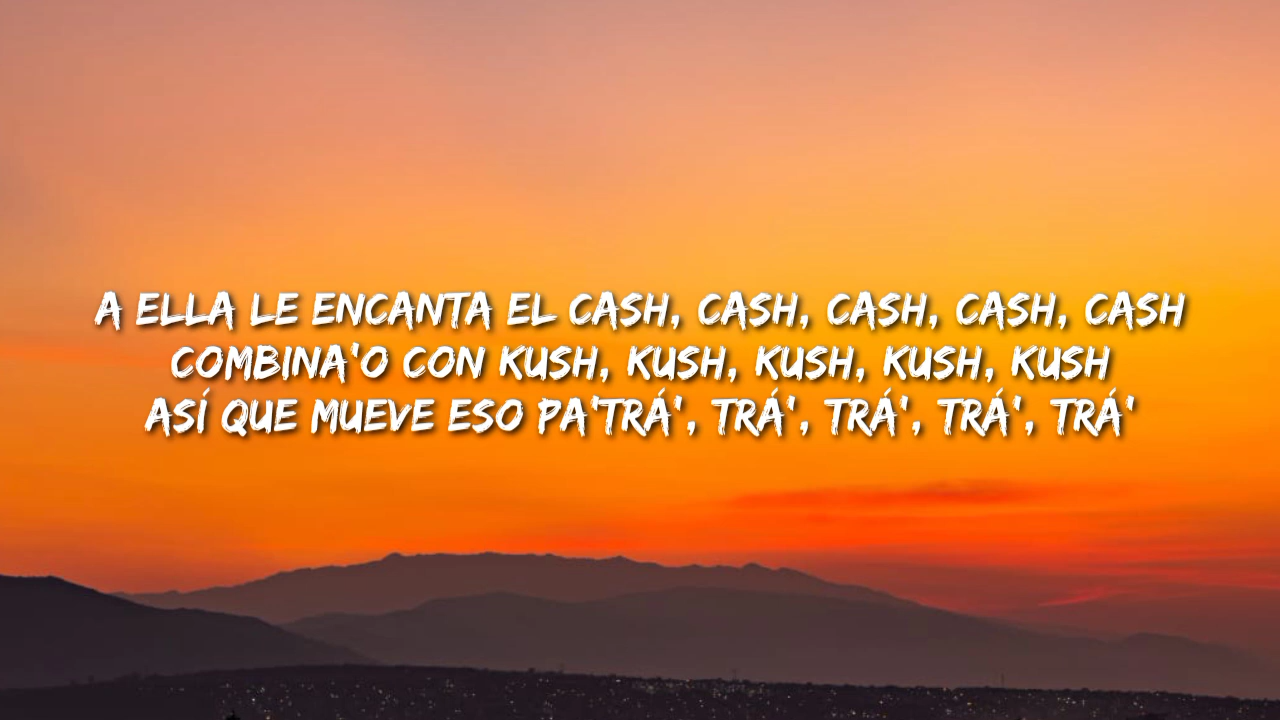 A ELLA LE ENCANTA EL CASH, CASH, CASH, CASH, CASH
COMBINA'O CON KUSH, KUSH, KUSH, KUSH, KUSH
ASÍ QUE MUEVE ESO PA'TRÁ', TRÁ', TRÁ', TRÁ', TRÁ'